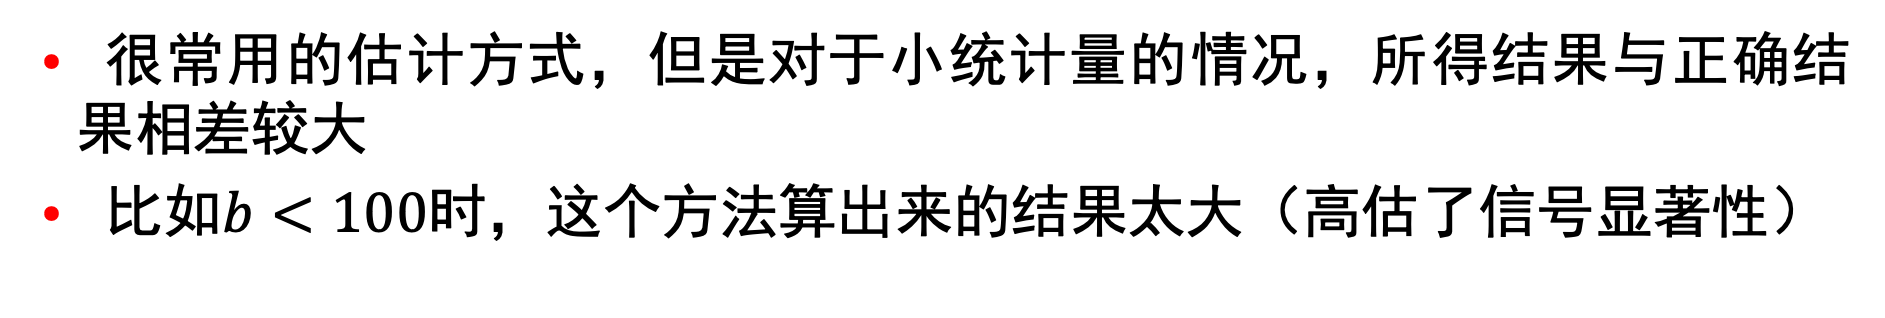 • 很常用的估计方式，但是对于小统计量的情况，所得结果与正确结
果相差较大
• 比如b < 100时，这个方法算出来的结果太大（高估了信号显著性）